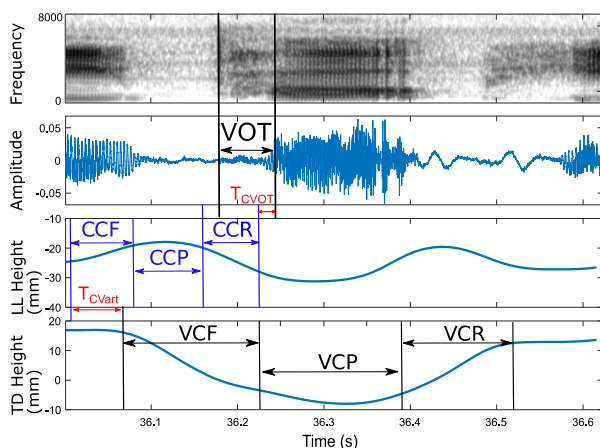 8000
Frequency
0
0.05
0
-0.05
Amplitude
VOT
T_CVOT
-10
-20
-30
-40
LL Height
(mm)
CCF
CCR
CCP
T_CVart
20
10
0
-10
TD Height
(mm)
VCF
VCP
VCR
36.1
36.2
36.3
36.4
36.5
36.6
Time (s)